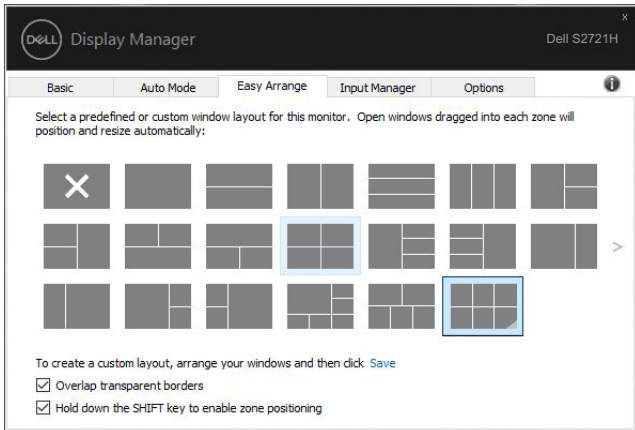 x
DELL Display Manager
Dell S2721H
Basic Auto Mode Easy Arrange Input Manager Options
Select a predefined or custom window layout for this monitor. Open windows dragged into each zone will
position and resize automatically:
To create a custom layout, arrange your windows and then click Save
Overlap transparent borders
Hold down the SHIFT key to enable zone positioning